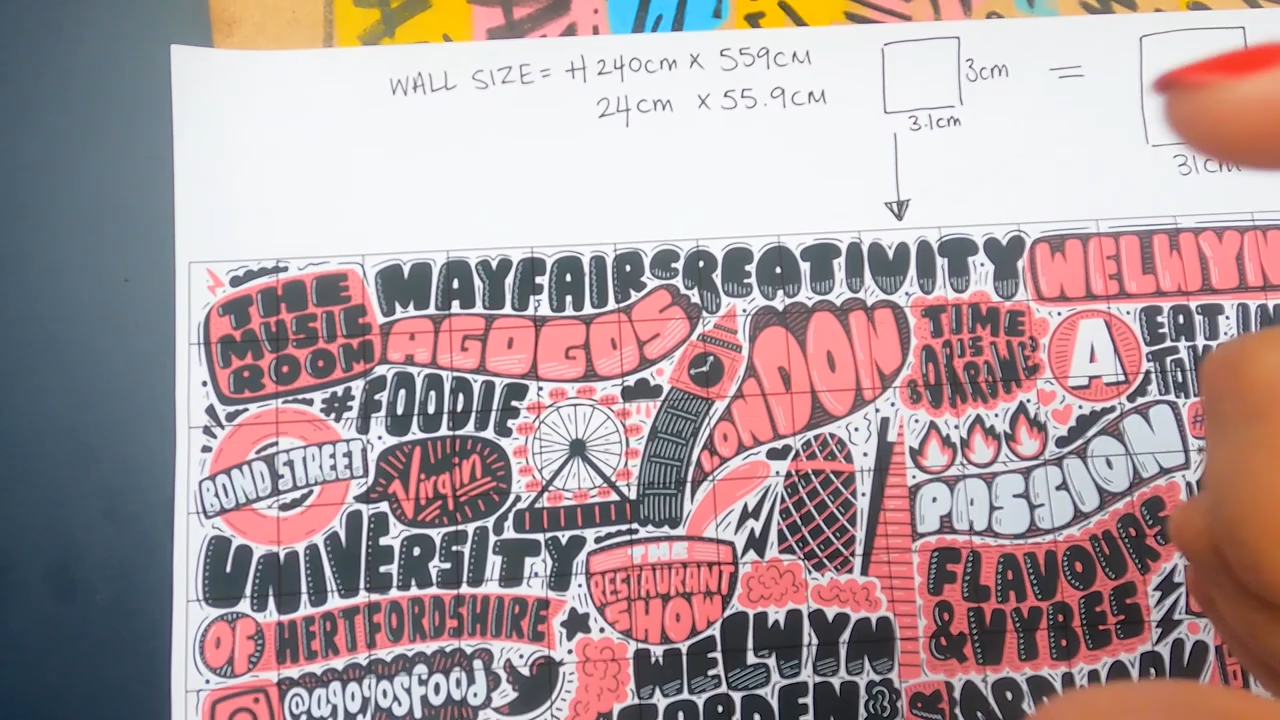 WALL SIZE = H 240cm x 559cm
24cm x 55.9cm
3cm
=
3.1cm
31cm
THE
MUSIC
ROOM
MAYFAIR
CREATIVITY
WELWYN
AGOGOS
LONDON
TIME
IS
A
EAT IN
#FOODIE
BOND STREET
Virgin
PASSION
UNIVERSITY
OF HERTFORDSHIRE
THE
RESTAURANT
SHOW
FLAVOURS
&VYBES
@agogosfood
WELWYN